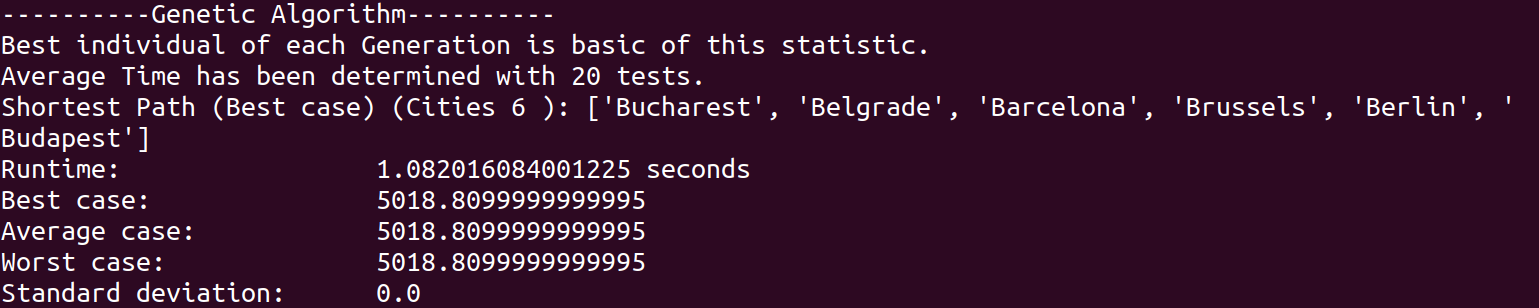 ----------Genetic Algorithm----------
Best individual of each Generation is basic of this statistic.
Average Time has been determined with 20 tests.
Shortest Path (Best case) (Cities 6 ): ['Bucharest', 'Belgrade', 'Barcelona', 'Brussels', 'Berlin', '
Budapest']
Runtime:                 1.082016084001225 seconds
Best case:               5018.8099999999995
Average case:            5018.8099999999995
Worst case:              5018.8099999999995
Standard deviation:      0.0